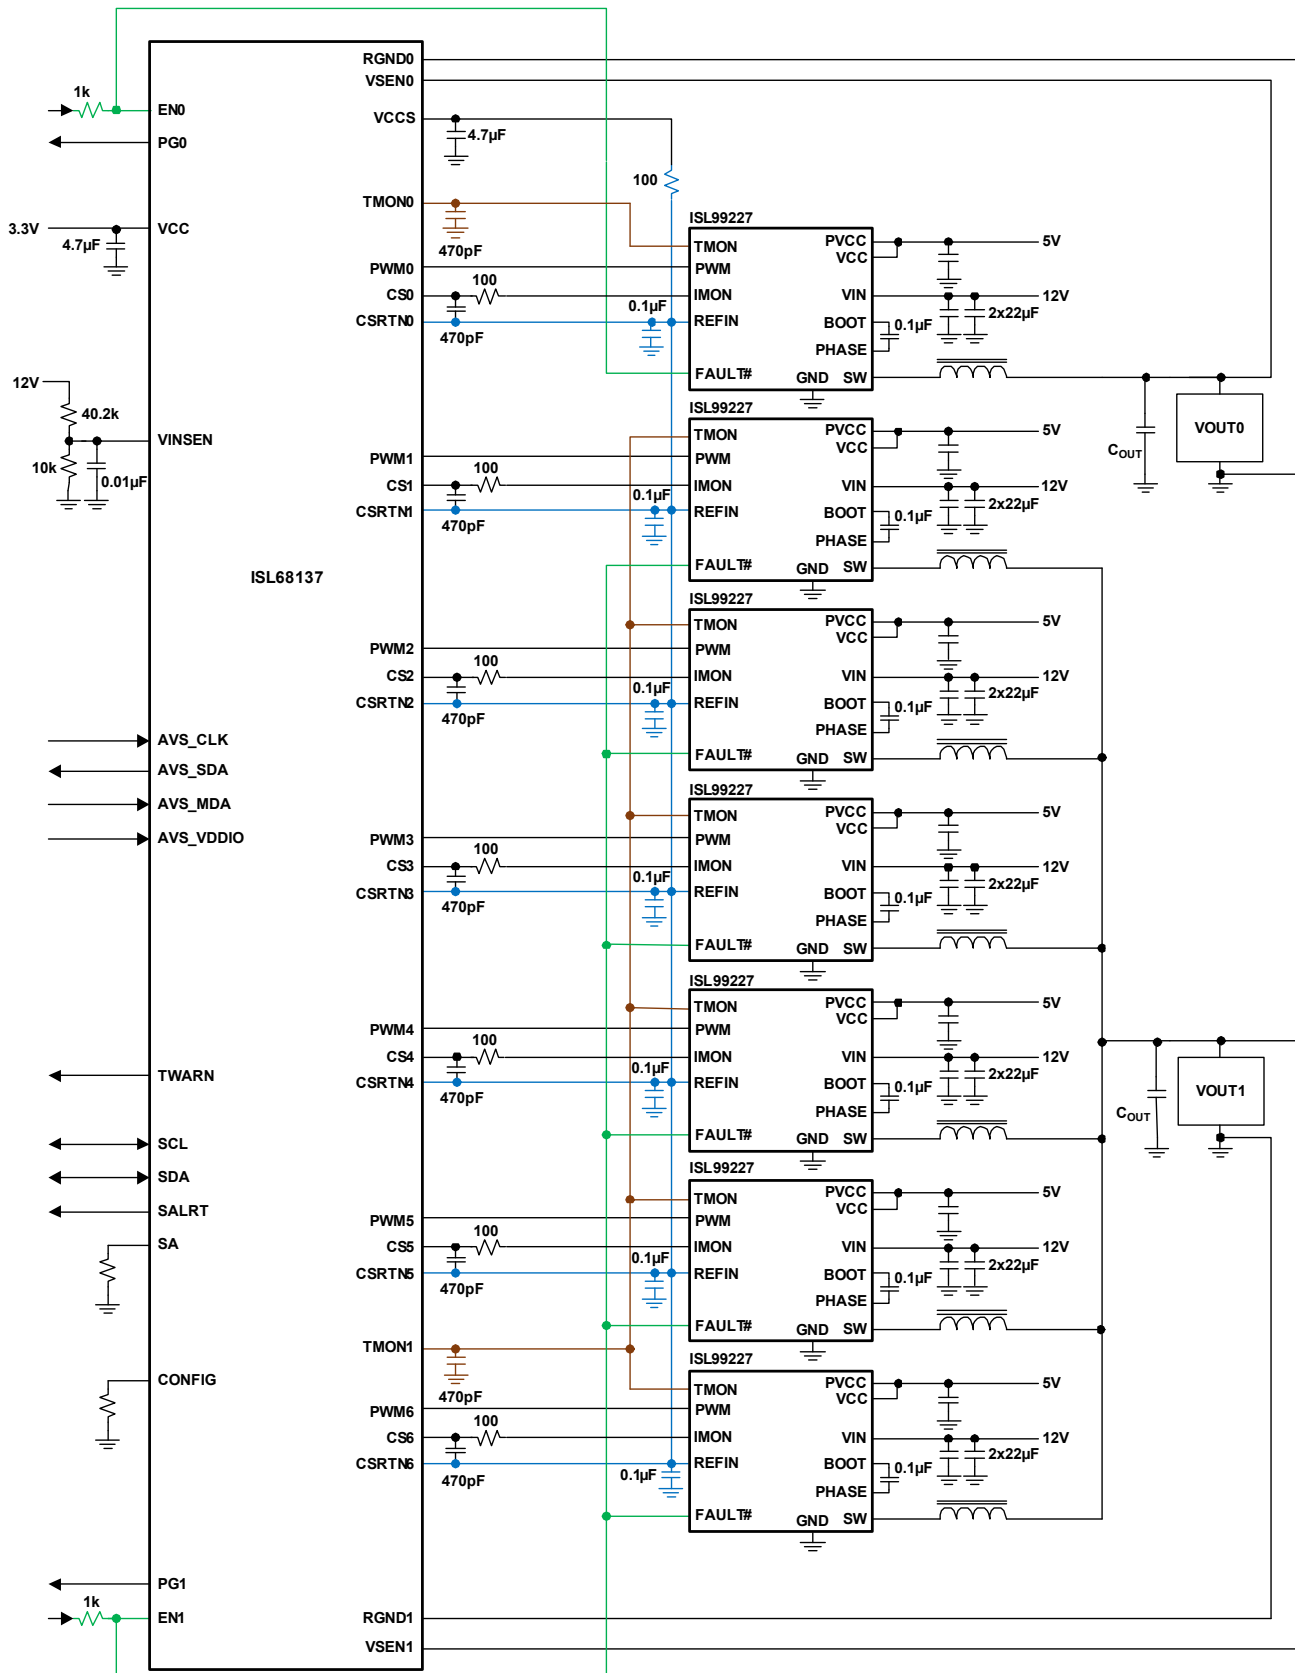 RGND0
VSEN0
1k
EN0
VCCS
PG0
4.7µF
100
TMON0
3.3V
VCC
4.7µF
470pF
ISL99227
TMON
PVCC
VCC
5V
PWM0
PWM
100
CS0
IMON
VIN
12V
0.1µF
2x22µF
CSRTN0
REFIN
BOOT
0.1µF
470pF
PHASE
FAULT#
GND
SW
12V
40.2k
VINSEN
10k
0.01µF
COUT
VOUT0
ISL99227
TMON
PVCC
VCC
5V
PWM1
PWM
100
CS1
IMON
VIN
12V
0.1µF
2x22µF
CSRTN1
REFIN
BOOT
0.1µF
470pF
PHASE
FAULT#
GND
SW
ISL68137
ISL99227
TMON
PVCC
VCC
5V
PWM2
PWM
100
CS2
IMON
VIN
12V
0.1µF
2x22µF
CSRTN2
REFIN
BOOT
0.1µF
470pF
PHASE
FAULT#
GND
SW
AVS_CLK
AVS_SDA
AVS_MDA
AVS_VDDIO
ISL99227
TMON
PVCC
VCC
5V
PWM3
PWM
100
CS3
IMON
VIN
12V
0.1µF
2x22µF
CSRTN3
REFIN
BOOT
0.1µF
470pF
PHASE
FAULT#
GND
SW
ISL99227
TMON
PVCC
VCC
5V
PWM4
PWM
100
CS4
IMON
VIN
12V
0.1µF
2x22µF
CSRTN4
REFIN
BOOT
0.1µF
470pF
PHASE
FAULT#
GND
SW
TWARN
SCL
SDA
SALRT
SA
COUT
VOUT1
ISL99227
TMON
PVCC
VCC
5V
PWM5
PWM
100
CS5
IMON
VIN
12V
0.1µF
2x22µF
CSRTN5
REFIN
BOOT
0.1µF
470pF
PHASE
FAULT#
GND
SW
TMON1
470pF
CONFIG
ISL99227
TMON
PVCC
VCC
5V
PWM6
PWM
100
CS6
IMON
VIN
12V
2x22µF
CSRTN6
REFIN
BOOT
0.1µF
470pF
0.1µF
PHASE
FAULT#
GND
SW
PG1
1k
EN1
RGND1
VSEN1